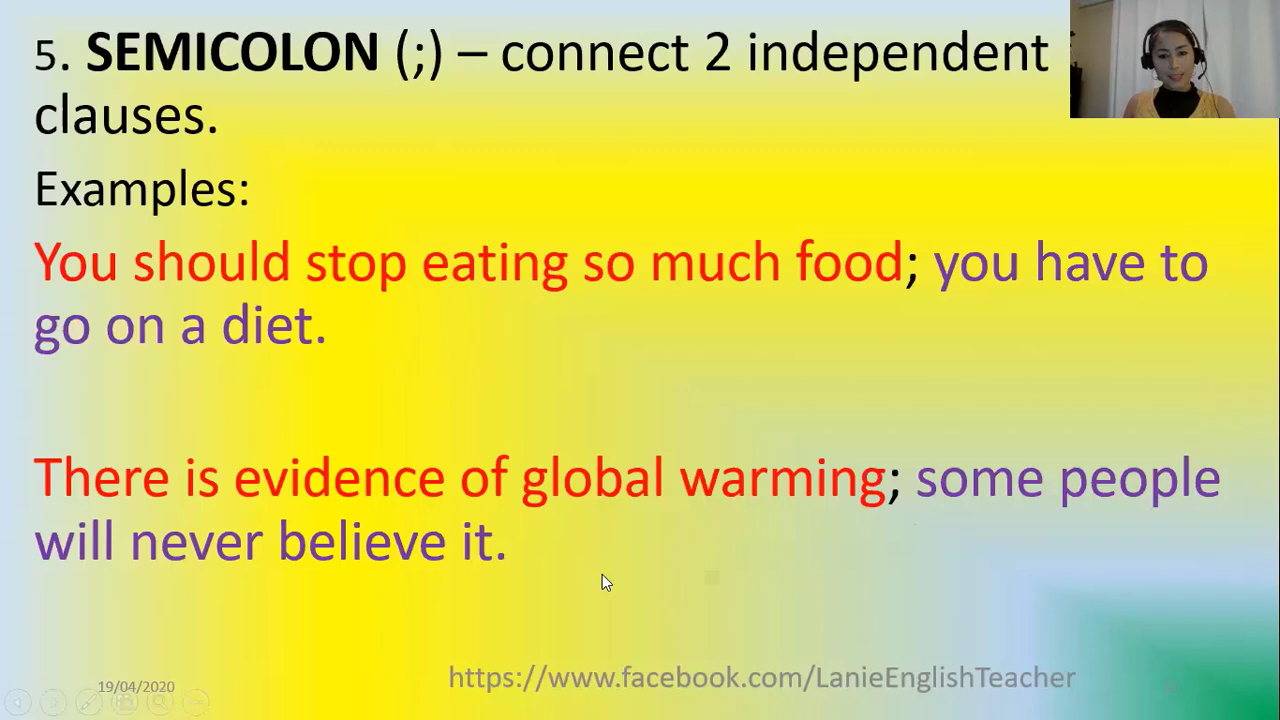 5. SEMICOLON (;) – connect 2 independent
clauses.
Examples:
You should stop eating so much food; you have to
go on a diet.
There is evidence of global warming; some people
will never believe it.
19/04/2020
https://www.facebook.com/LanieEnglishTeacher